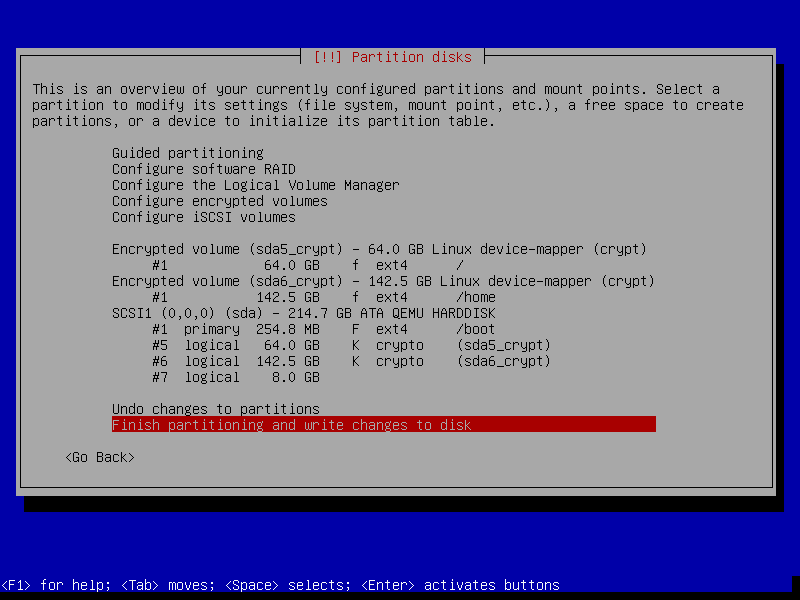 [!!] Partition disks
This is an overview of your currently configured partitions and mount points. Select a
partition to modify its settings (file system, mount point, etc.), a free space to create
partitions, or a device to initialize its partition table.
Guided partitioning
Configure software RAID
Configure the Logical Volume Manager
Configure encrypted volumes
Configure iSCSI volumes
Encrypted volume (sda5_crypt) - 64.0 GB Linux device-mapper (crypt)
#1 64.0 GB f ext4 /
Encrypted volume (sda6_crypt) - 142.5 GB Linux device-mapper (crypt)
#1 142.5 GB f ext4 /home
SCSI1 (0,0,0) (sda) - 214.7 GB ATA QEMU HARDDISK
#1 primary 254.8 MB F ext4 /boot
#5 logical 64.0 GB K crypto (sda5_crypt)
#6 logical 142.5 GB K crypto (sda6_crypt)
#7 logical 8.0 GB
Undo changes to partitions
Finish partitioning and write changes to disk
<Go Back>
<F1> for help; <Tab> moves; <Space> selects; <Enter> activates buttons